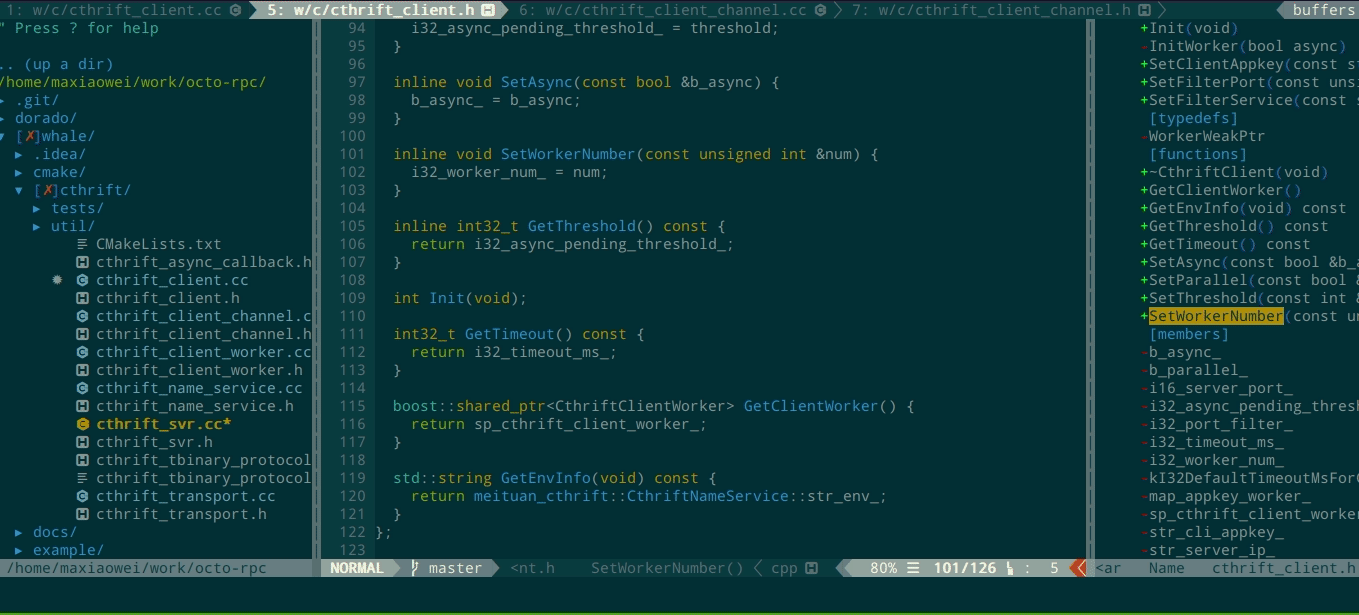 1: w/c/cthrift_client.cc 5: w/c/cthrift_client.h 6: w/c/cthrift_client_channel.cc 7: w/c/cthrift_client_channel.h buffers
" Press ? for help
.. (up a dir)
/home/maxiaowei/work/octo-rpc/
▸ .git/
▸ dorado/
▾ [✗]whale/
▸ .idea/
▸ cmake/
▾ [✗]cthrift/
▸ tests/
▸ util/
CMakeLists.txt
cthrift_async_callback.h
cthrift_client.cc
cthrift_client.h
cthrift_client_channel.c
cthrift_client_channel.h
cthrift_client_worker.cc
cthrift_client_worker.h
cthrift_name_service.cc
cthrift_name_service.h
cthrift_svr.cc*
cthrift_svr.h
cthrift_tbinary_protocol
cthrift_tbinary_protocol
cthrift_transport.cc
cthrift_transport.h
▸ docs/
▸ example/
94     i32_async_pending_threshold_ = threshold;
95   }
96
97   inline void SetAsync(const bool &b_async) {
98     b_async_ = b_async;
99   }
100
101   inline void SetWorkerNumber(const unsigned int &num) {
102     i32_worker_num_ = num;
103   }
104
105   inline int32_t GetThreshold() const {
106     return i32_async_pending_threshold_;
107   }
108
109   int Init(void);
110
111   int32_t GetTimeout() const {
112     return i32_timeout_ms_;
113   }
114
115   boost::shared_ptr<CthriftClientWorker> GetClientWorker() {
116     return sp_cthrift_client_worker_;
117   }
118
119   std::string GetEnvInfo(void) const {
120     return meituan_cthrift::CthriftNameService::str_env_;
121   }
122 };
123
+Init(void)
-InitWorker(bool async)
+SetClientAppkey(const s
+SetFilterPort(const uns
+SetFilterService(const s
[typedefs]
-WorkerWeakPtr
[functions]
+~CthriftClient(void)
+GetClientWorker()
+GetEnvInfo(void) const
+GetThreshold() const
+GetTimeout() const
+SetAsync(const bool &b_a
+SetParallel(const bool &
+SetThreshold(const int &
+SetWorkerNumber(const un
[members]
-b_async_
-b_parallel_
-i16_server_port_
-i32_async_pending_thresh
-i32_port_filter_
-i32_timeout_ms_
-i32_worker_num_
-kI32DefaultTimeoutMsForC
-map_appkey_worker_
-sp_cthrift_client_worker
-str_cli_appkey_
-str_server_ip_
/home/maxiaowei/work/octo-rpc NORMAL master <nt.h SetWorkerNumber() cpp 80% ☰ 101/126 : 5 <ar Name cthrift_client.h